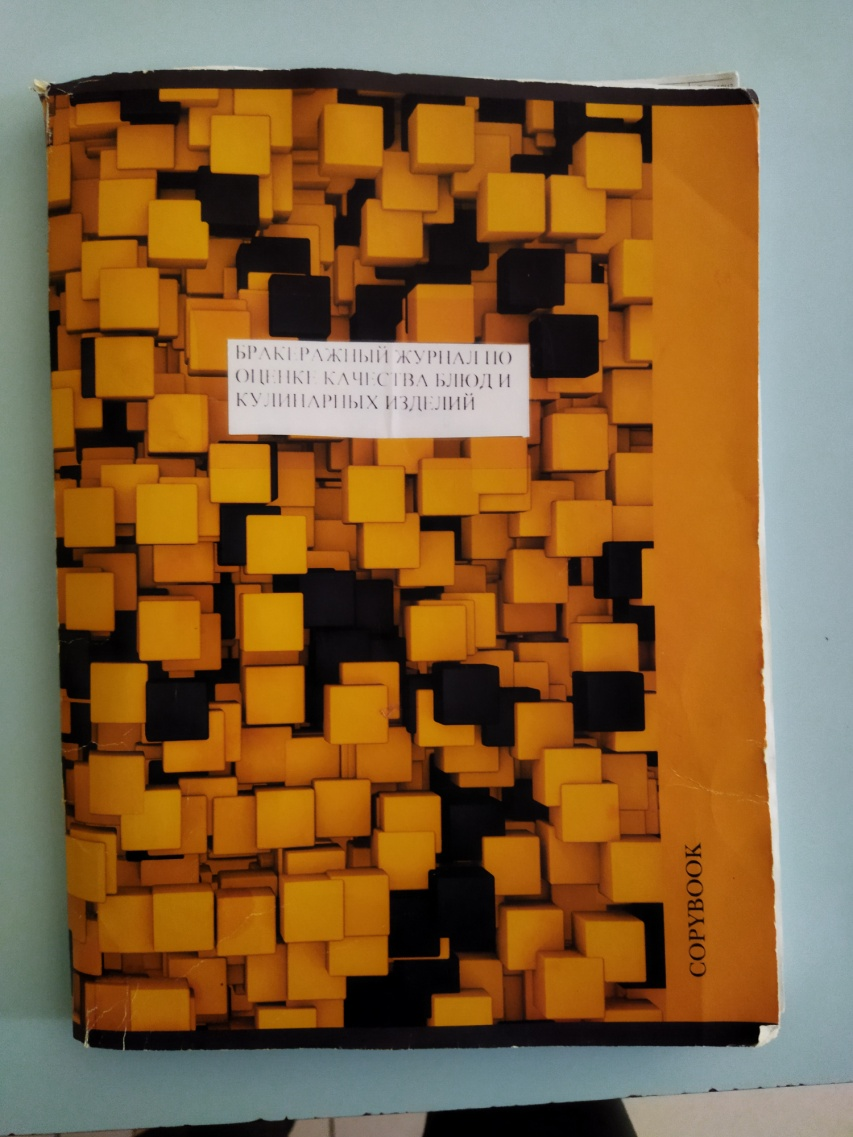 БРАКЕРАЖНЫЙ ЖУРНАЛ ПО
ОЦЕНКЕ КАЧЕСТВА БЛЮД И
КУЛИНАРНЫХ ИЗДЕЛИЙ
COPYBOOK